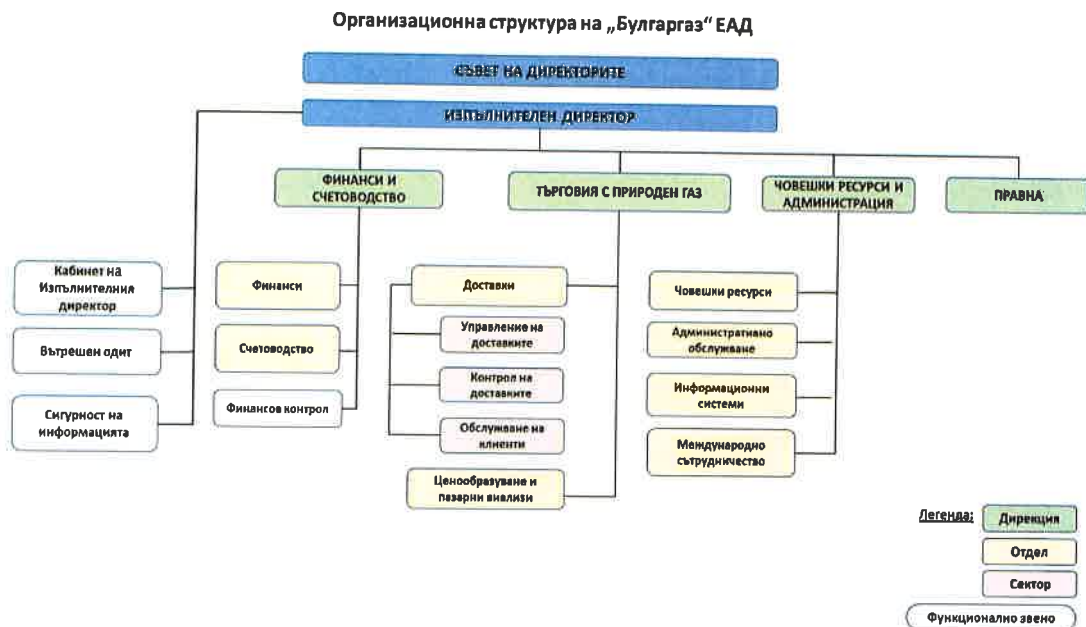 Организационна структура на „Булгаргаз“ ЕАД
СЪВЕТ НА ДИРЕКТОРИТЕ
ИЗПЪЛНИТЕЛЕН ДИРЕКТОР
ФИНАНСИ И
СЧЕТОВОДСТВО
ТЪРГОВИЯ С ПРИРОДЕН ГАЗ
ЧОВЕШКИ РЕСУРСИ И
АДМИНИСТРАЦИЯ
ПРАВНА
Кабинет на
Изпълнителния
директор
Вътрешен одит
Сигурност на
информацията
Финанси
Счетоводство
Финансов контрол
Доставки
Управление на
доставките
Контрол на
доставките
Обслужване на
клиенти
Ценообразуване и
пазарни анализи
Човешки ресурси
Административно
обслужване
Информационни
системи
Международно
сътрудничество
Легенда:
Дирекция
Отдел
Сектор
Функционално звено